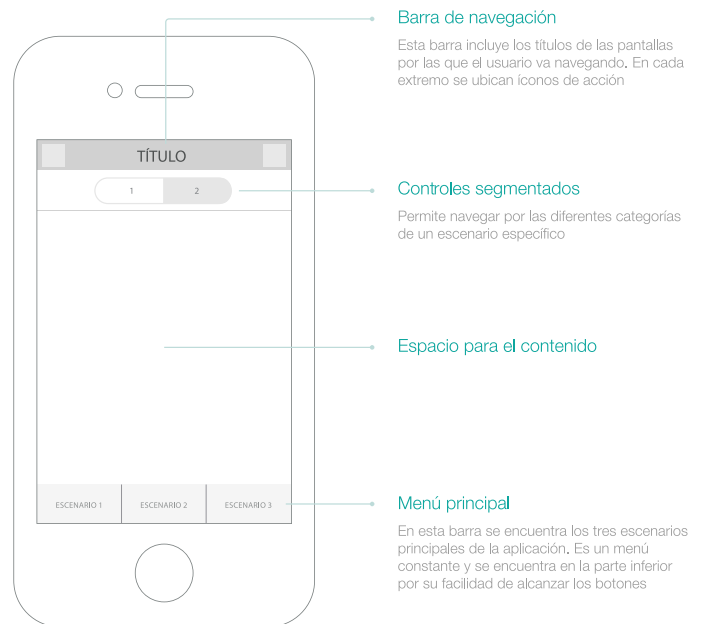 Barra de navegación
Esta barra incluye los títulos de las pantallas
por las que el usuario va navegando. En cada
extremo se ubican íconos de acción
TÍTULO
1 2
Controles segmentados
Permite navegar por las diferentes categorías
de un escenario específico
Espacio para el contenido
ESCENARIO 1 ESCENARIO 2 ESCENARIO 3
Menú principal
En esta barra se encuentra los tres escenarios
principales de la aplicación. Es un menú
constante y se encuentra en la parte inferior
por su facilidad de alcanzar los botones